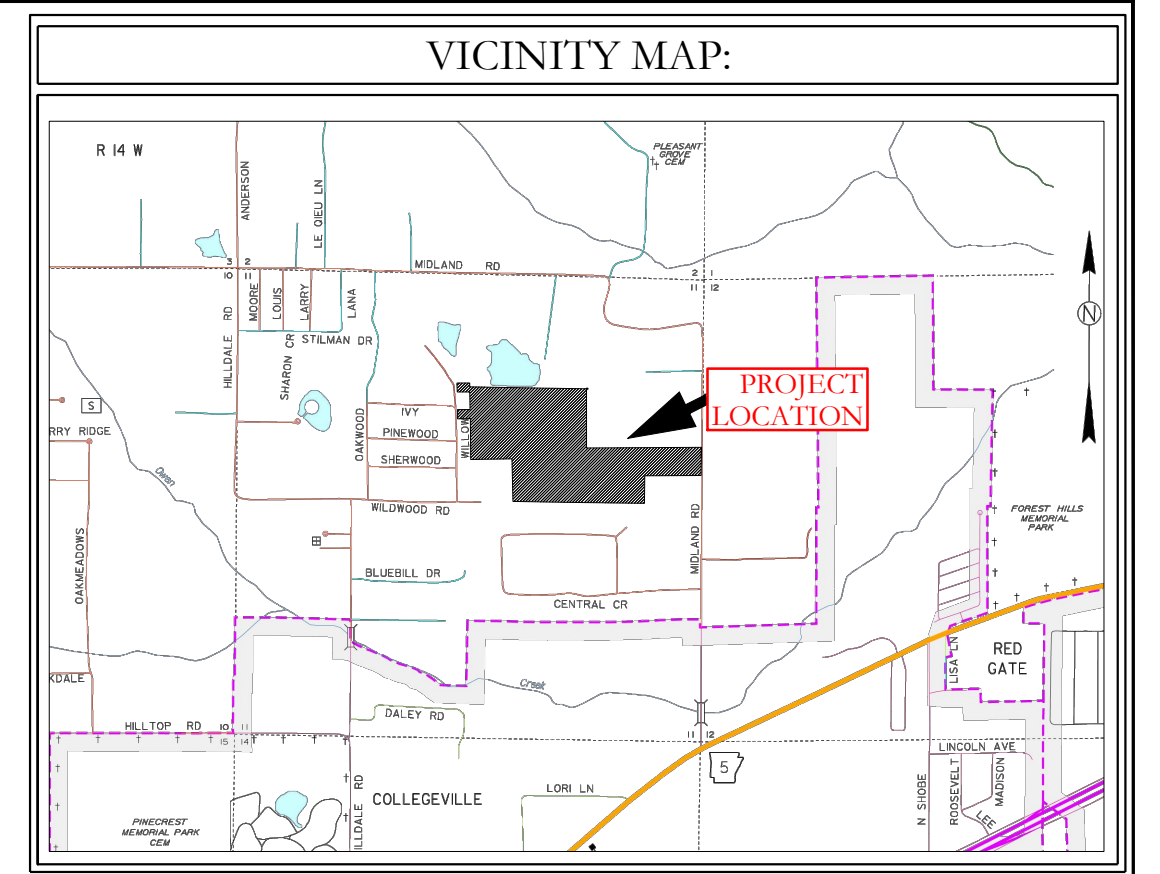 VICINITY MAP:
R 14 W
PLEASANT
GROVE
CEM
ANDERSON
LE QIEU LN
3 2
10 11
MIDLAND RD
2 1
11 12
N
HILLDALE RD
MOORE
LOUIS
LARRY
LANA
STILMAN DR
SHARON CR
PROJECT
LOCATION
S
RRY RIDGE
OAKWOOD
IVY
PINEWOOD
SHERWOOD
WILLOW
Owen
WILDWOOD RD
MIDLAND RD
FOREST HILLS
MEMORIAL
PARK
OAKMEADOWS
BLUEBILL DR
CENTRAL CR
LISA LN
RED
GATE
KDALE
Creek
DALEY RD
HILLTOP RD
10 11
15 14
11 12
5
LINCOLN AVE
ILLDALE RD
COLLEGEVILLE
LORI LN
N SHOBE
ROOSEVELT
MADISON
LEE
PINECREST
MEMORIAL PARK
CEM